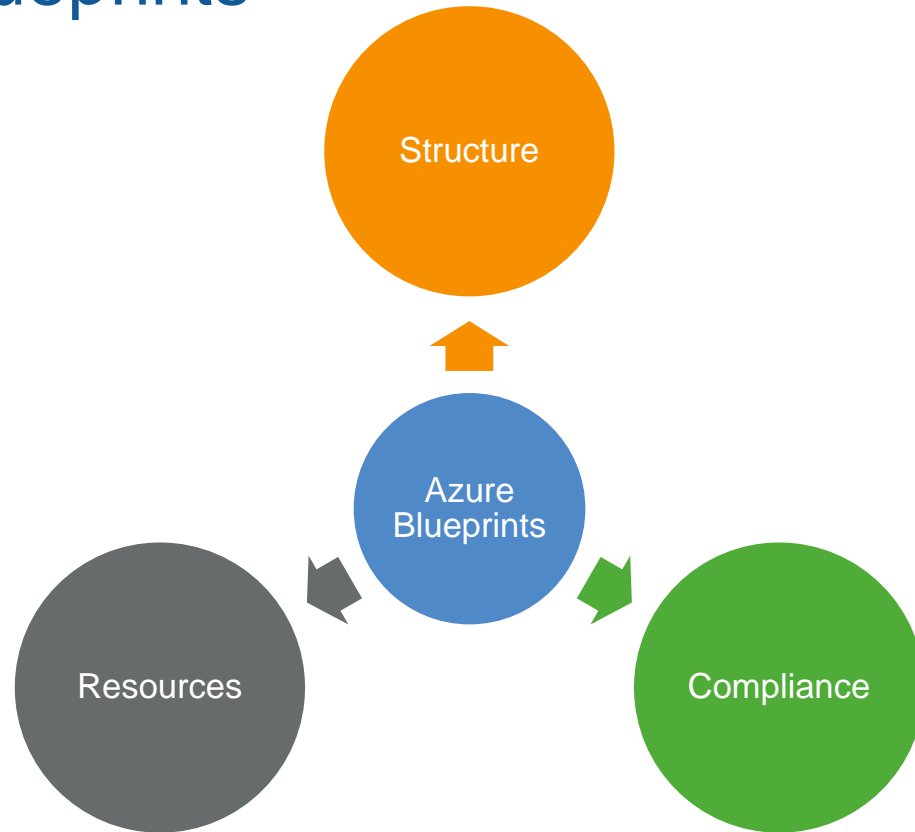 Structure
Azure
Blueprints
Resources
Compliance